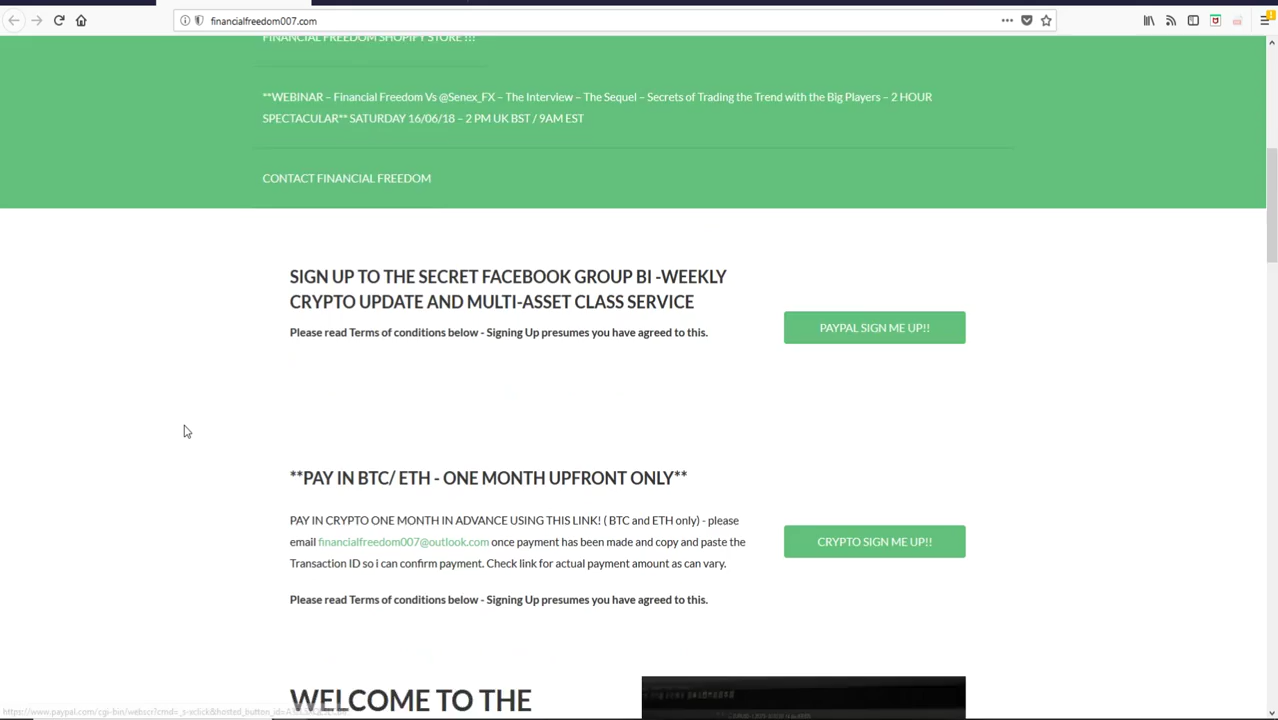 financialfreedom007.com
FINANCIAL FREEDOM SHOPIFY STORE !!!
**WEBINAR – Financial Freedom Vs @Senex_FX – The Interview – The Sequel – Secrets of Trading the Trend with the Big Players – 2 HOUR
SPECTACULAR** SATURDAY 16/06/18 – 2 PM UK BST / 9AM EST
CONTACT FINANCIAL FREEDOM
SIGN UP TO THE SECRET FACEBOOK GROUP BI -WEEKLY
CRYPTO UPDATE AND MULTI-ASSET CLASS SERVICE
Please read Terms of conditions below - Signing Up presumes you have agreed to this.
PAYPAL SIGN ME UP!!
**PAY IN BTC/ ETH - ONE MONTH UPFRONT ONLY**
PAY IN CRYPTO ONE MONTH IN ADVANCE USING THIS LINK! ( BTC and ETH only) - please
email financialfreedom007@outlook.com once payment has been made and copy and paste the
Transaction ID so i can confirm payment. Check link for actual payment amount as can vary.
CRYPTO SIGN ME UP!!
Please read Terms of conditions below - Signing Up presumes you have agreed to this.
WELCOME TO THE